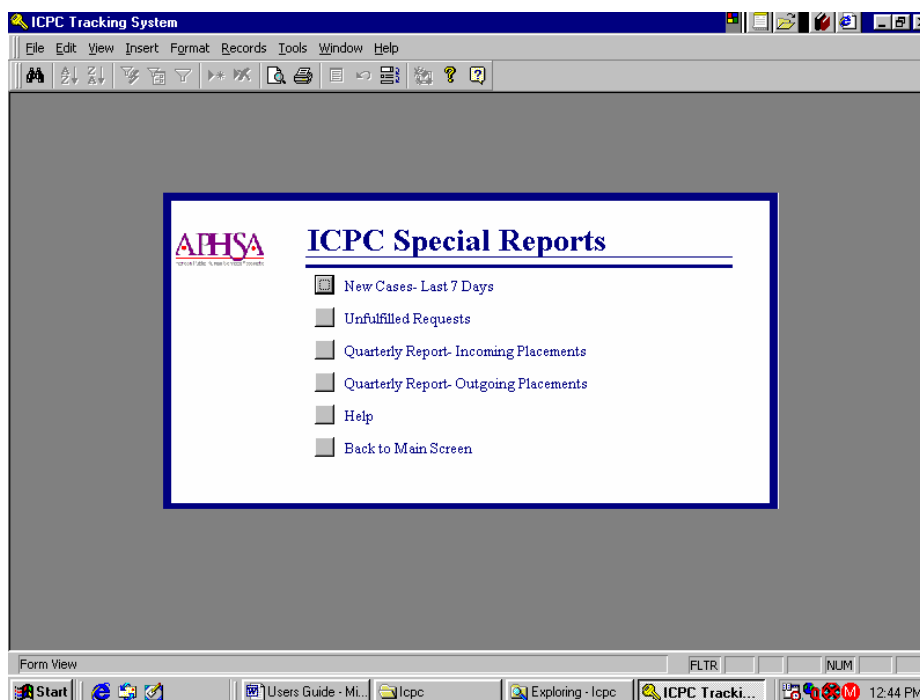 ICPC Tracking System
File Edit View Insert Format Records Tools Window Help
APHSA
ICPC Special Reports
New Cases- Last 7 Days
Unfulfilled Requests
Quarterly Report- Incoming Placements
Quarterly Report- Outgoing Placements
Help
Back to Main Screen
Form View FLTR NUM
Start Users Guide - Mi... Icpc Exploring - Icpc ICPC Tracki... 12:44 PM